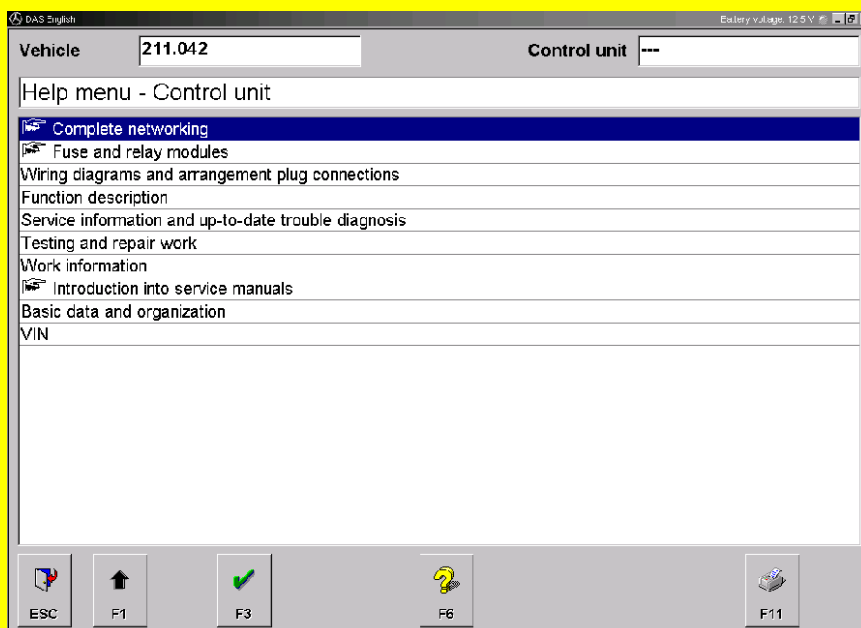 DAS English
Battery voltage: 12.5 V
Vehicle 211.042 Control unit ---
Help menu - Control unit
Complete networking
Fuse and relay modules
Wiring diagrams and arrangement plug connections
Function description
Service information and up-to-date trouble diagnosis
Testing and repair work
Work information
Introduction into service manuals
Basic data and organization
VIN
ESC F1 F3 F6 F11